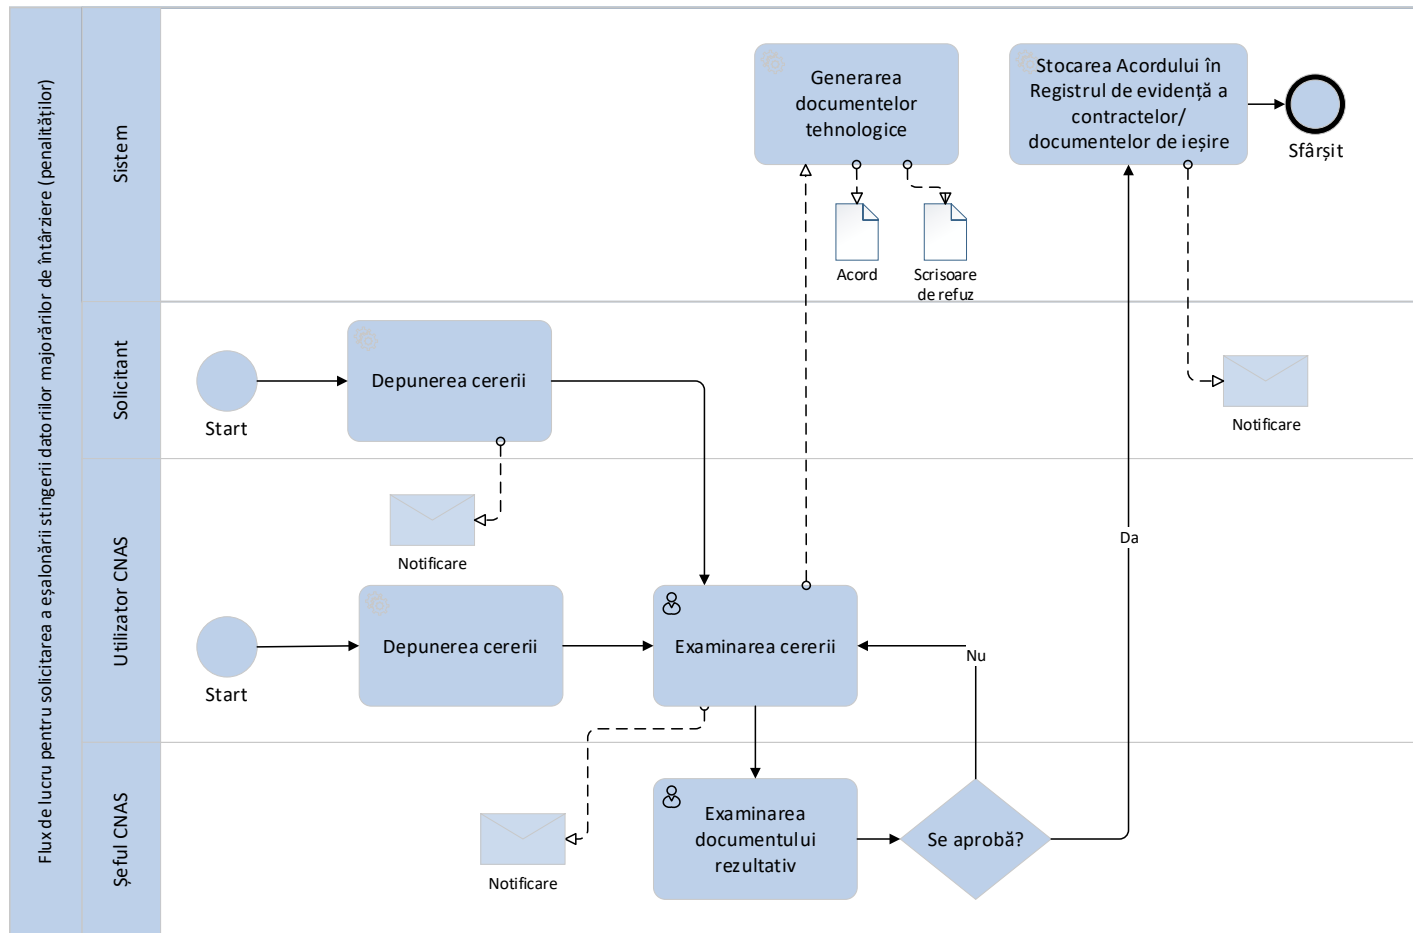 Flux de lucru pentru solicitarea a eșalonării stingerii datoriilor majorărilor de întârziere (penalităților)
Sistem
Generarea
documentelor
tehnologice
Stocarea Acordului în
Registrul de evidență a
contractelor/
documentelor de ieșire
Sfârșit
Acord
Scrisoare
de refuz
Solicitant
Start
Depunerea cererii
Notificare
Utilizator CNAS
Notificare
Da
Start
Depunerea cererii
Examinarea cererii
Nu
Șeful CNAS
Notificare
Examinarea
documentului
rezultativ
Se aprobă?